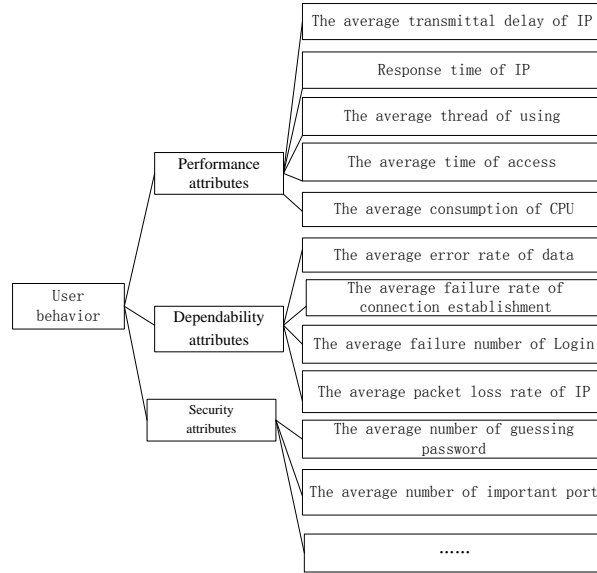 User
behavior
Performance
attributes
The average transmittal delay of IP
Response time of IP
The average thread of using
The average time of access
The average consumption of CPU
Dependability
attributes
The average error rate of data
The average failure rate of
connection establishment
The average failure number of Login
The average packet loss rate of IP
Security
attributes
The average number of guessing
password
The average number of important port
……